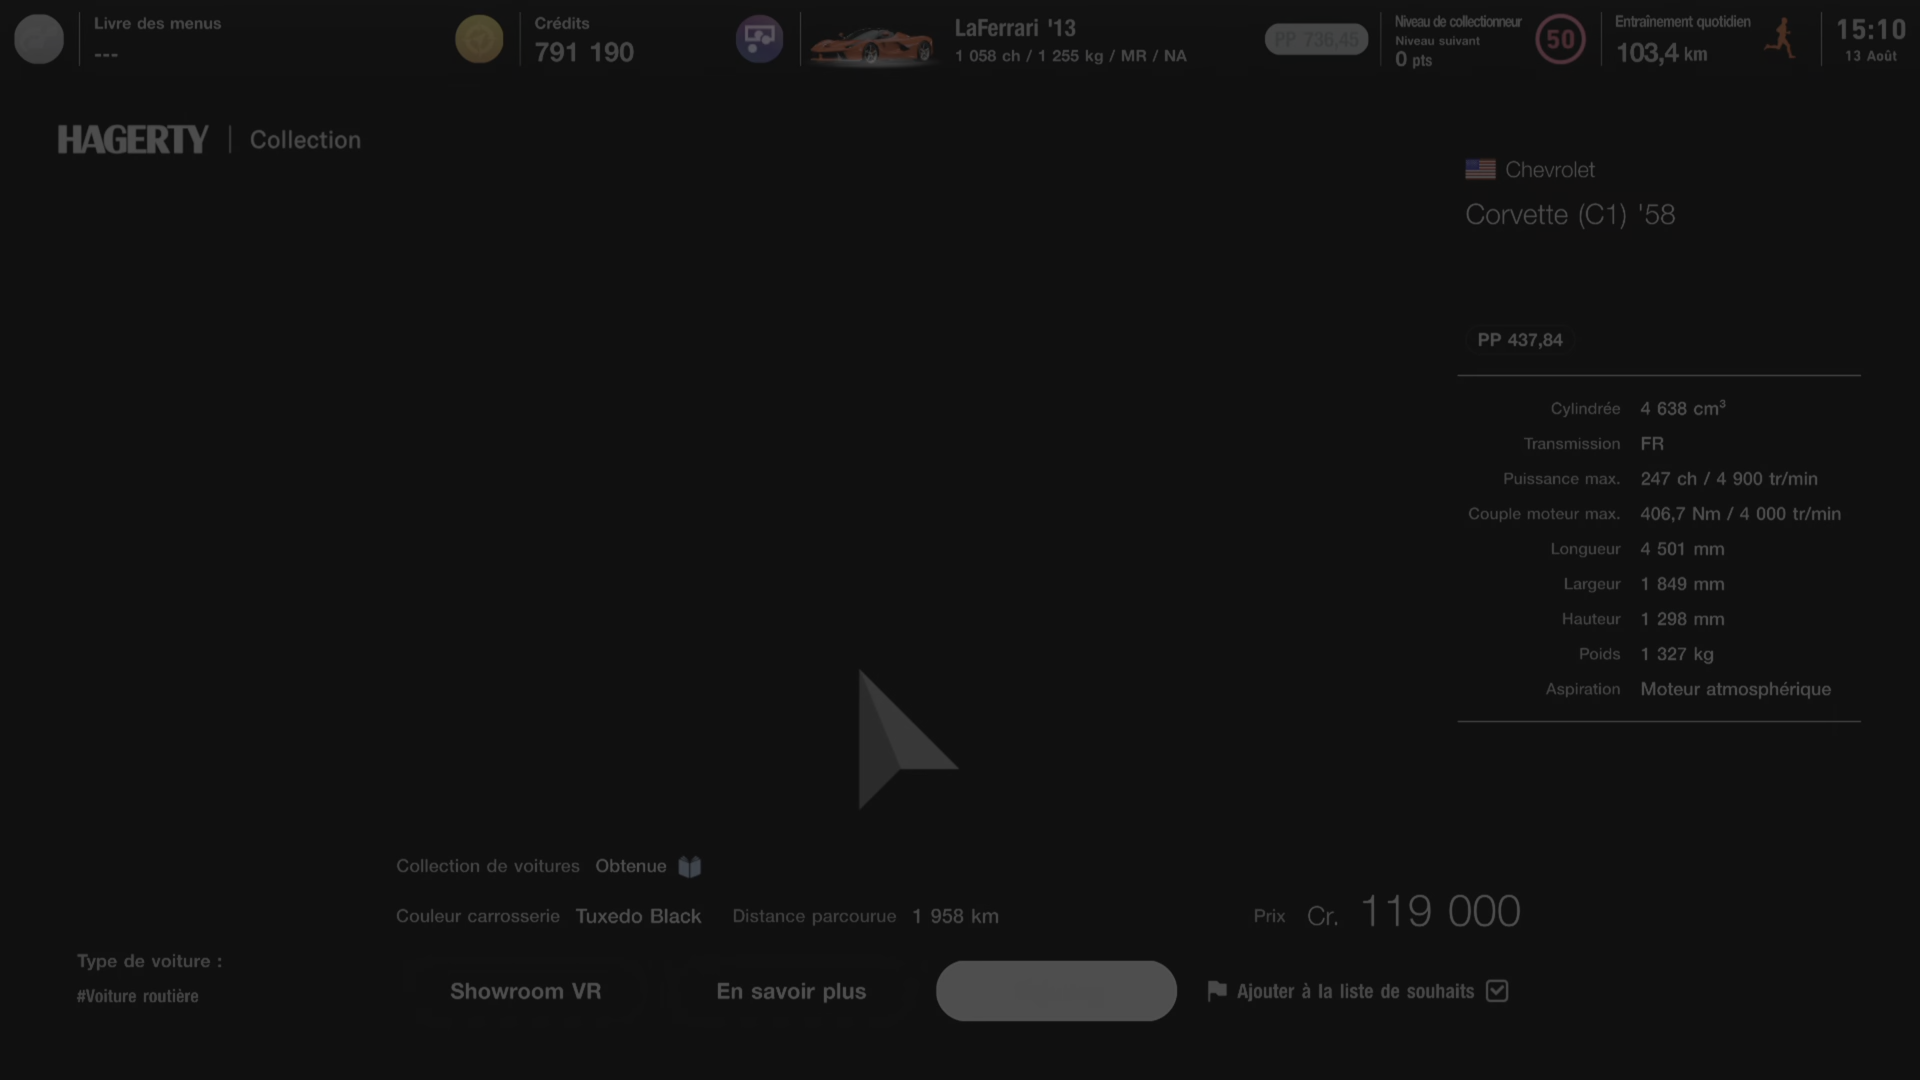 Livre des menus
---
Crédits
791 190
LaFerrari '13
1 058 ch / 1 255 kg / MR / NA
PP 736,45
Niveau de collectionneur
Niveau suivant
0 pts
50
Entraînement quotidien
103,4 km
15:10
13 Août
HAGERTY | Collection
Chevrolet
Corvette (C1) '58
PP 437,84
Cylindrée 4 638 cm³
Transmission FR
Puissance max. 247 ch / 4 900 tr/min
Couple moteur max. 406,7 Nm / 4 000 tr/min
Longueur 4 501 mm
Largeur 1 849 mm
Hauteur 1 298 mm
Poids 1 327 kg
Aspiration Moteur atmosphérique
Collection de voitures Obtenue
Couleur carrosserie Tuxedo Black Distance parcourue 1 958 km
Prix Cr. 119 000
Type de voiture :
#Voiture routière
Showroom VR
En savoir plus
Ajouter à la liste de souhaits